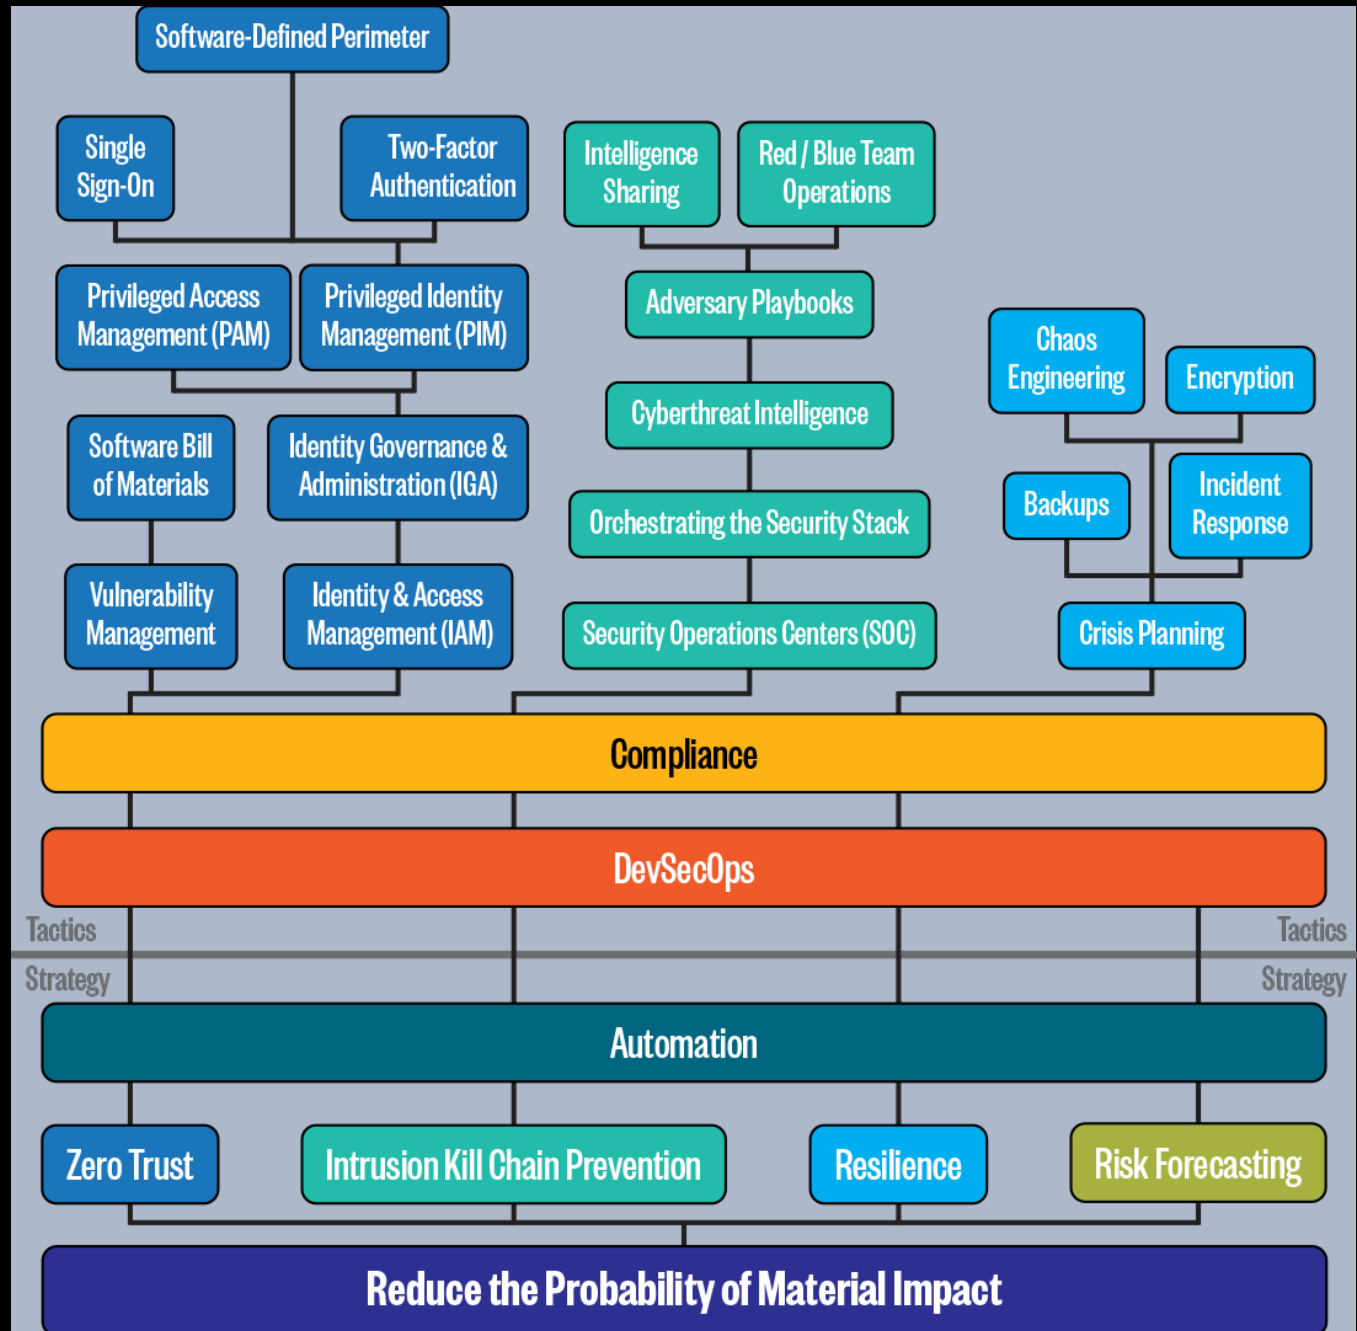 Software-Defined Perimeter
Single
Sign-On
Two-Factor
Authentication
Intelligence
Sharing
Red / Blue Team
Operations
Privileged Access
Management (PAM)
Privileged Identity
Management (PIM)
Adversary Playbooks
Chaos
Engineering
Encryption
Cyberthreat Intelligence
Software Bill
of Materials
Identity Governance &
Administration (IGA)
Backups
Incident
Response
Orchestrating the Security Stack
Vulnerability
Management
Identity & Access
Management (IAM)
Security Operations Centers (SOC)
Crisis Planning
Compliance
DevSecOps
Tactics
Tactics
Strategy
Strategy
Automation
Zero Trust
Intrusion Kill Chain Prevention
Resilience
Risk Forecasting
Reduce the Probability of Material Impact